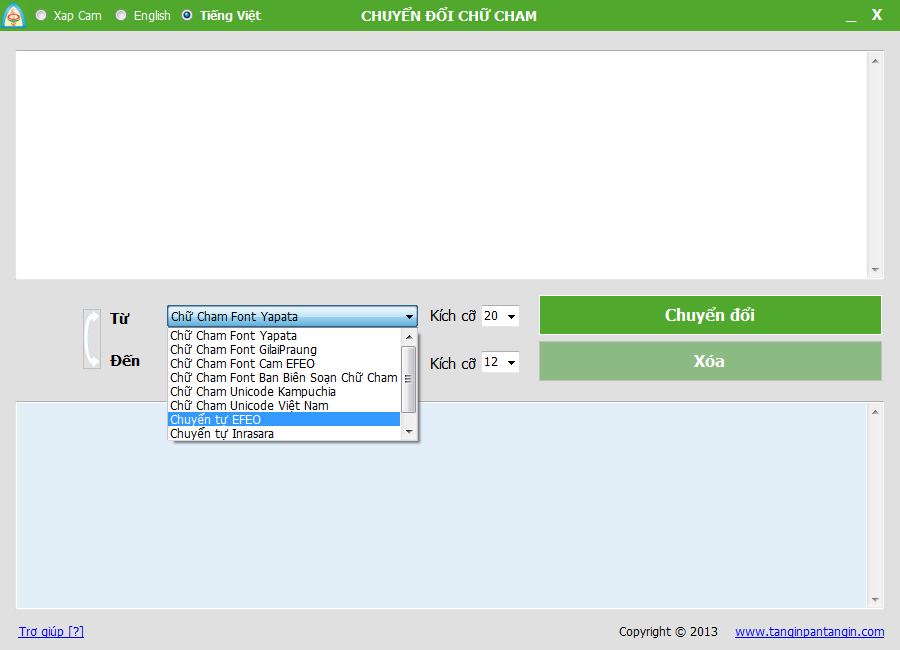 Xap Cam English Tiếng Việt CHUYỂN ĐỔI CHỮ CHAM _ X
Từ
Chữ Cham Font Yapata
Kích cỡ 20
Chuyển đổi
Chữ Cham Font Yapata
Chữ Cham Font GilaiPraung
Chữ Cham Font Cam EFEO
Chữ Cham Font Ban Biên Soạn Chữ Cham
Chữ Cham Unicode Kampuchia
Chữ Cham Unicode Việt Nam
Chuyển tự EFEO
Chuyển tự Inrasara
Đến
Kích cỡ 12
Xóa
Trợ giúp [?]
Copyright © 2013 www.tanginpantangin.com